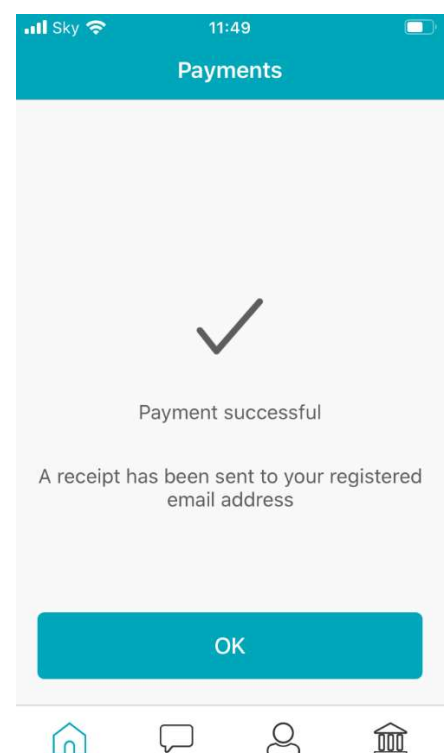 Sky 11:49
Payments
Payment successful
A receipt has been sent to your registered
email address
OK